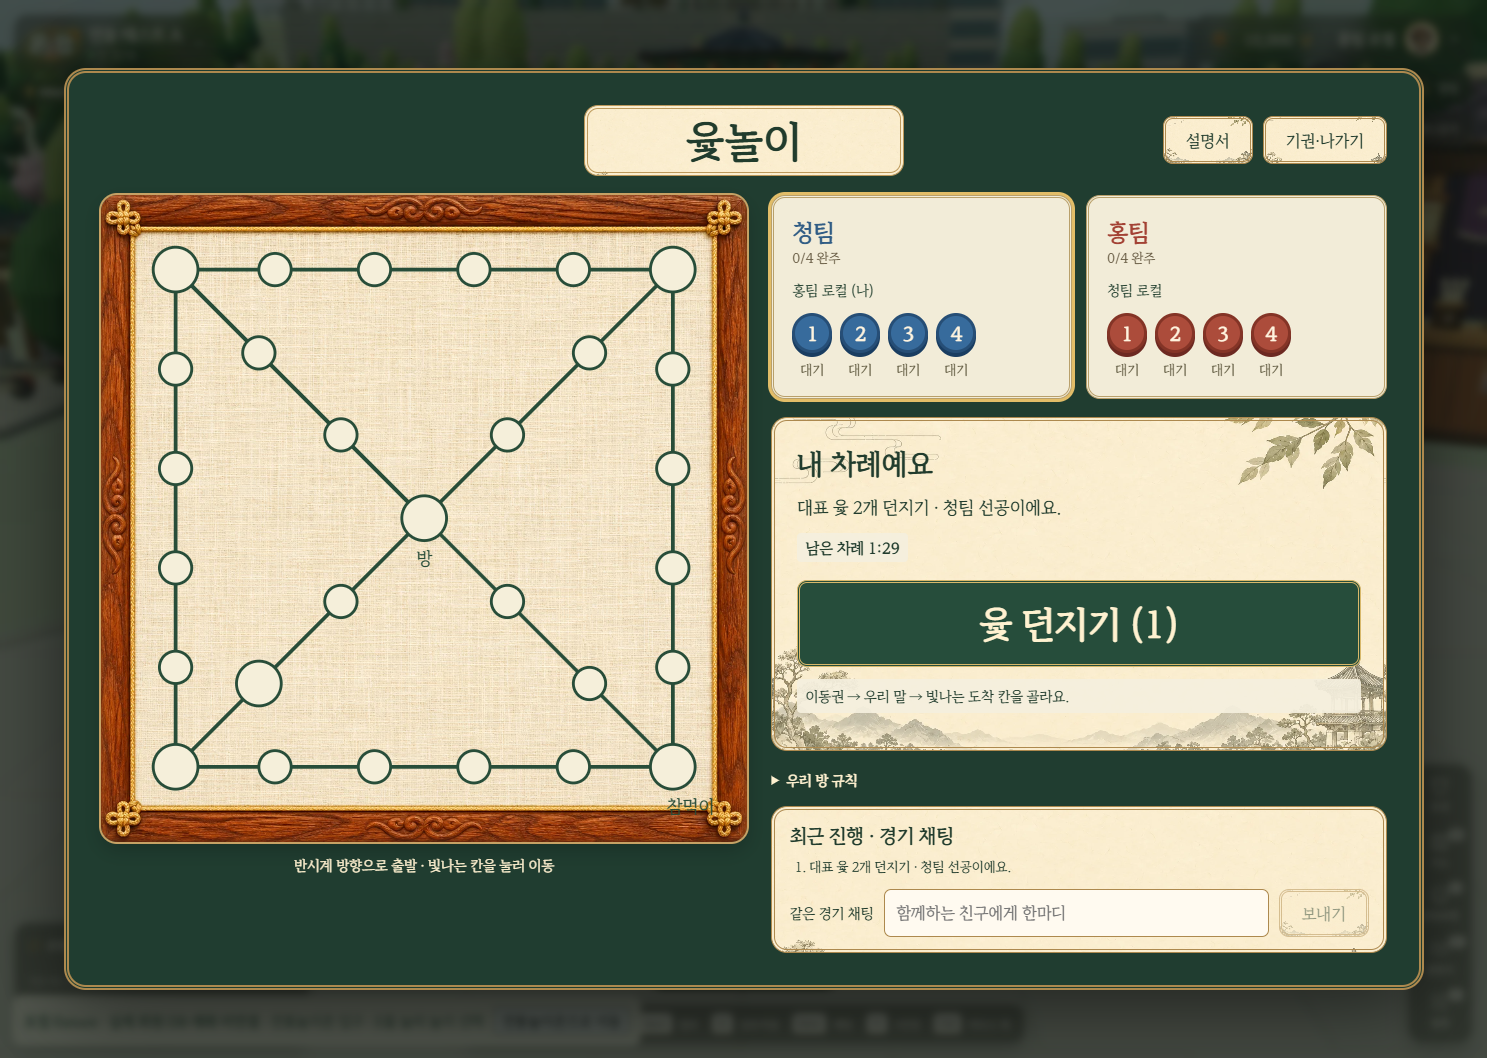 윷놀이
설명서
기권·나가기
청팀
0/4 완주
홍팀 로컬 (나)
1 2 3 4
대기 대기 대기 대기
홍팀
0/4 완주
청팀 로컬
1 2 3 4
대기 대기 대기 대기
방
참먹이
반시계 방향으로 출발 · 빛나는 칸을 눌러 이동
내 차례예요
대표 윷 2개 던지기 · 청팀 선공이에요.
남은 차례 1:29
윷 던지기 (1)
이동권 → 우리 말 → 빛나는 도착 칸을 골라요.
▶ 우리 방 규칙
최근 진행 · 경기 채팅
1. 대표 윷 2개 던지기 · 청팀 선공이에요.
같은 경기 채팅
함께하는 친구에게 한마디
보내기